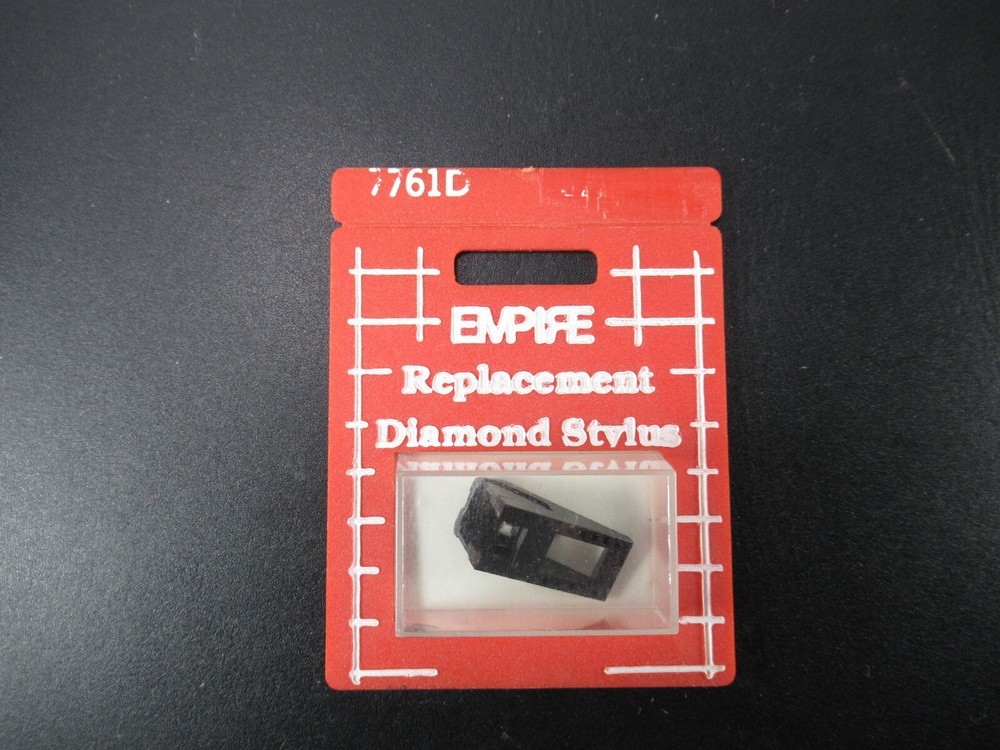 7761D
EMPIRE
Replacement
Diamond Stylus